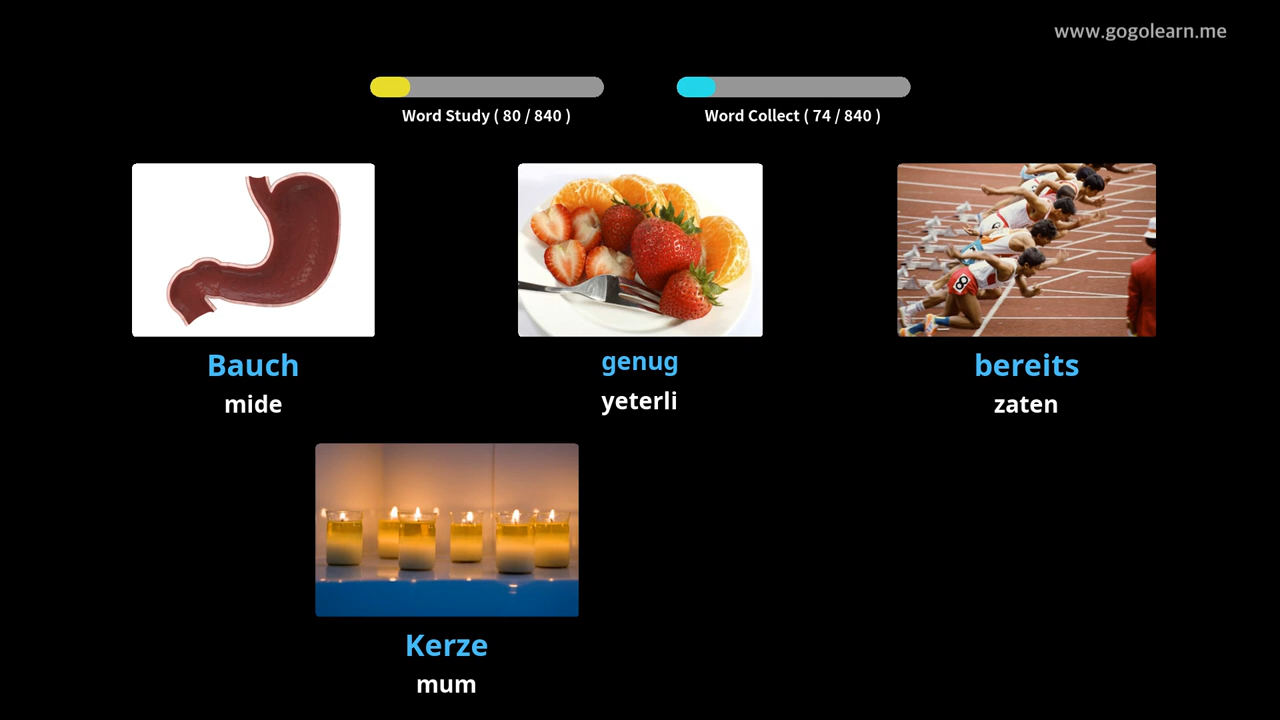 www.gogolearn.me
Word Study ( 80 / 840 )
Word Collect ( 74 / 840 )
Bauch
mide
genug
yeterli
bereits
zaten
Kerze
mum